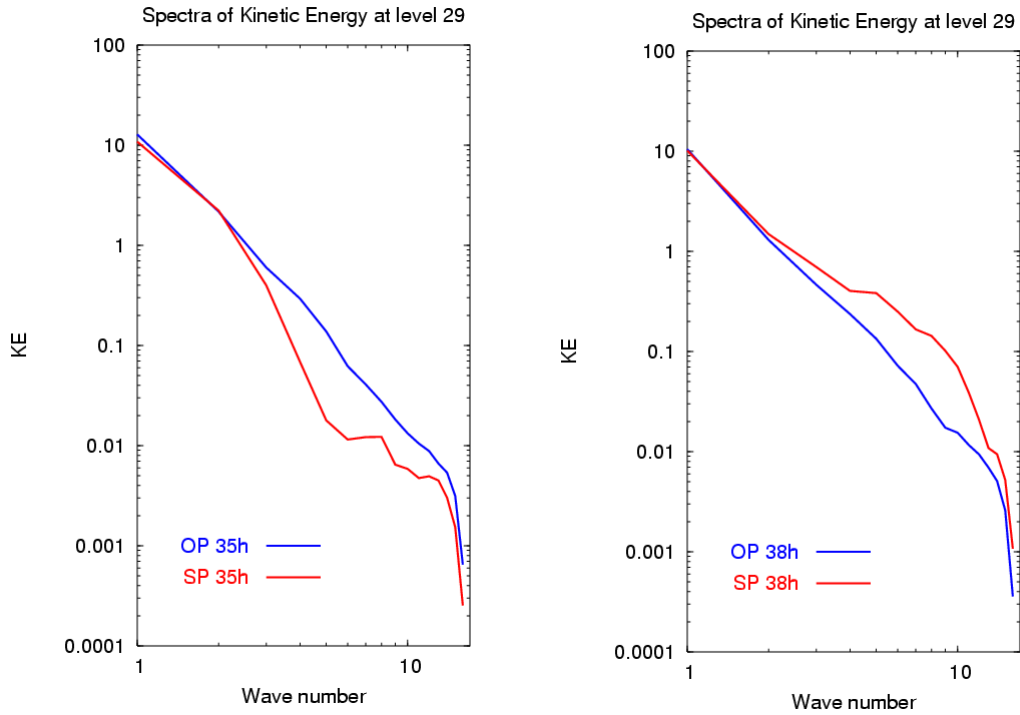 Spectra of Kinetic Energy at level 29
100
10
1
0.1
0.01
0.001
0.0001
KE
OP 35h
SP 35h
1 10
Wave number
Spectra of Kinetic Energy at level 29
100
10
1
0.1
0.01
0.001
0.0001
KE
OP 38h
SP 38h
1 10
Wave number